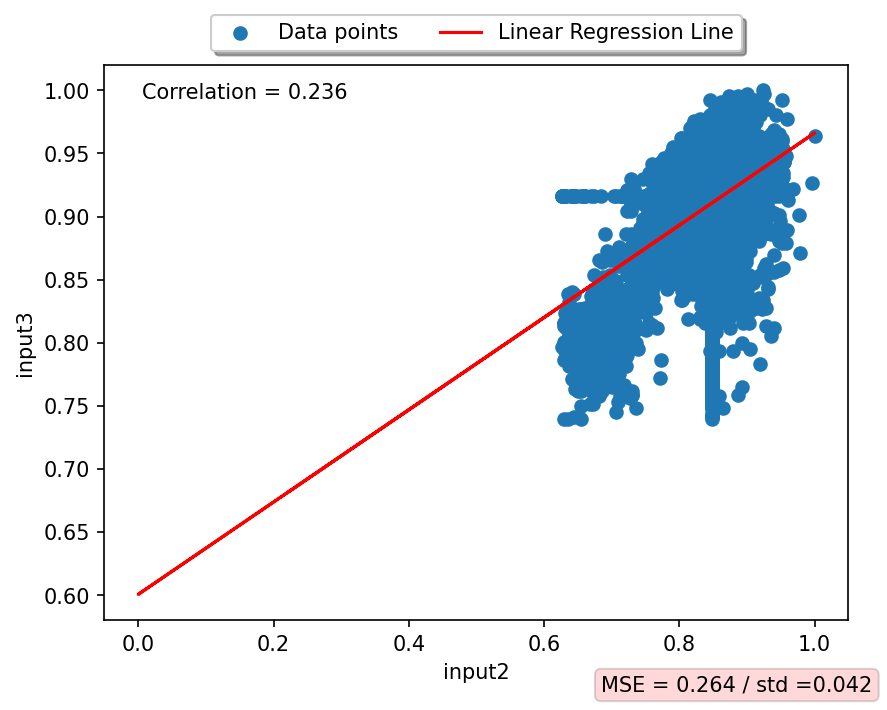 Data points
Linear Regression Line
Correlation = 0.236
1.00
0.95
0.90
0.85
0.80
0.75
0.70
0.65
0.60
input3
0.0 0.2 0.4 0.6 0.8 1.0
input2
MSE = 0.264 / std =0.042